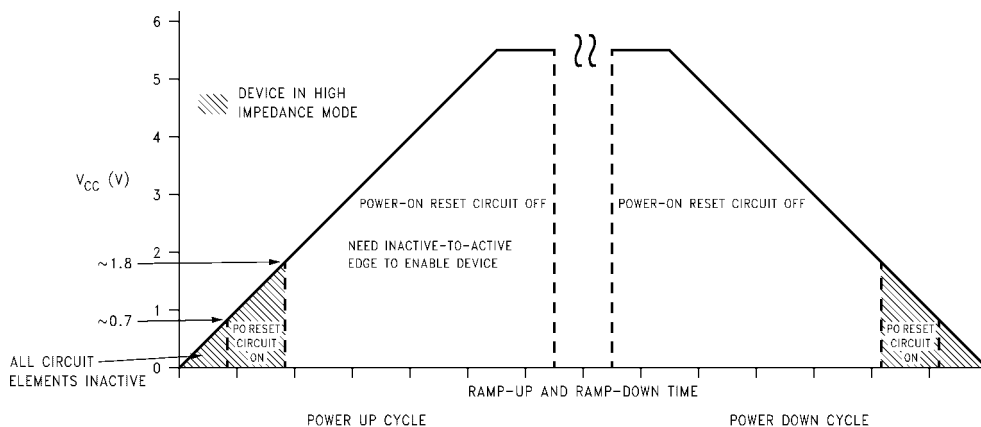 6
DEVICE IN HIGH
IMPEDANCE MODE
5
4
VCC (V)
3
POWER-ON RESET CIRCUIT OFF
POWER-ON RESET CIRCUIT OFF
NEED INACTIVE-TO-ACTIVE
EDGE TO ENABLE DEVICE
2
~1.8
1
~0.7
PO RESET
CIRCUIT
ON
PO RESET
CIRCUIT
ON
ALL CIRCUIT
ELEMENTS INACTIVE
0
RAMP-UP AND RAMP-DOWN TIME
POWER UP CYCLE
POWER DOWN CYCLE